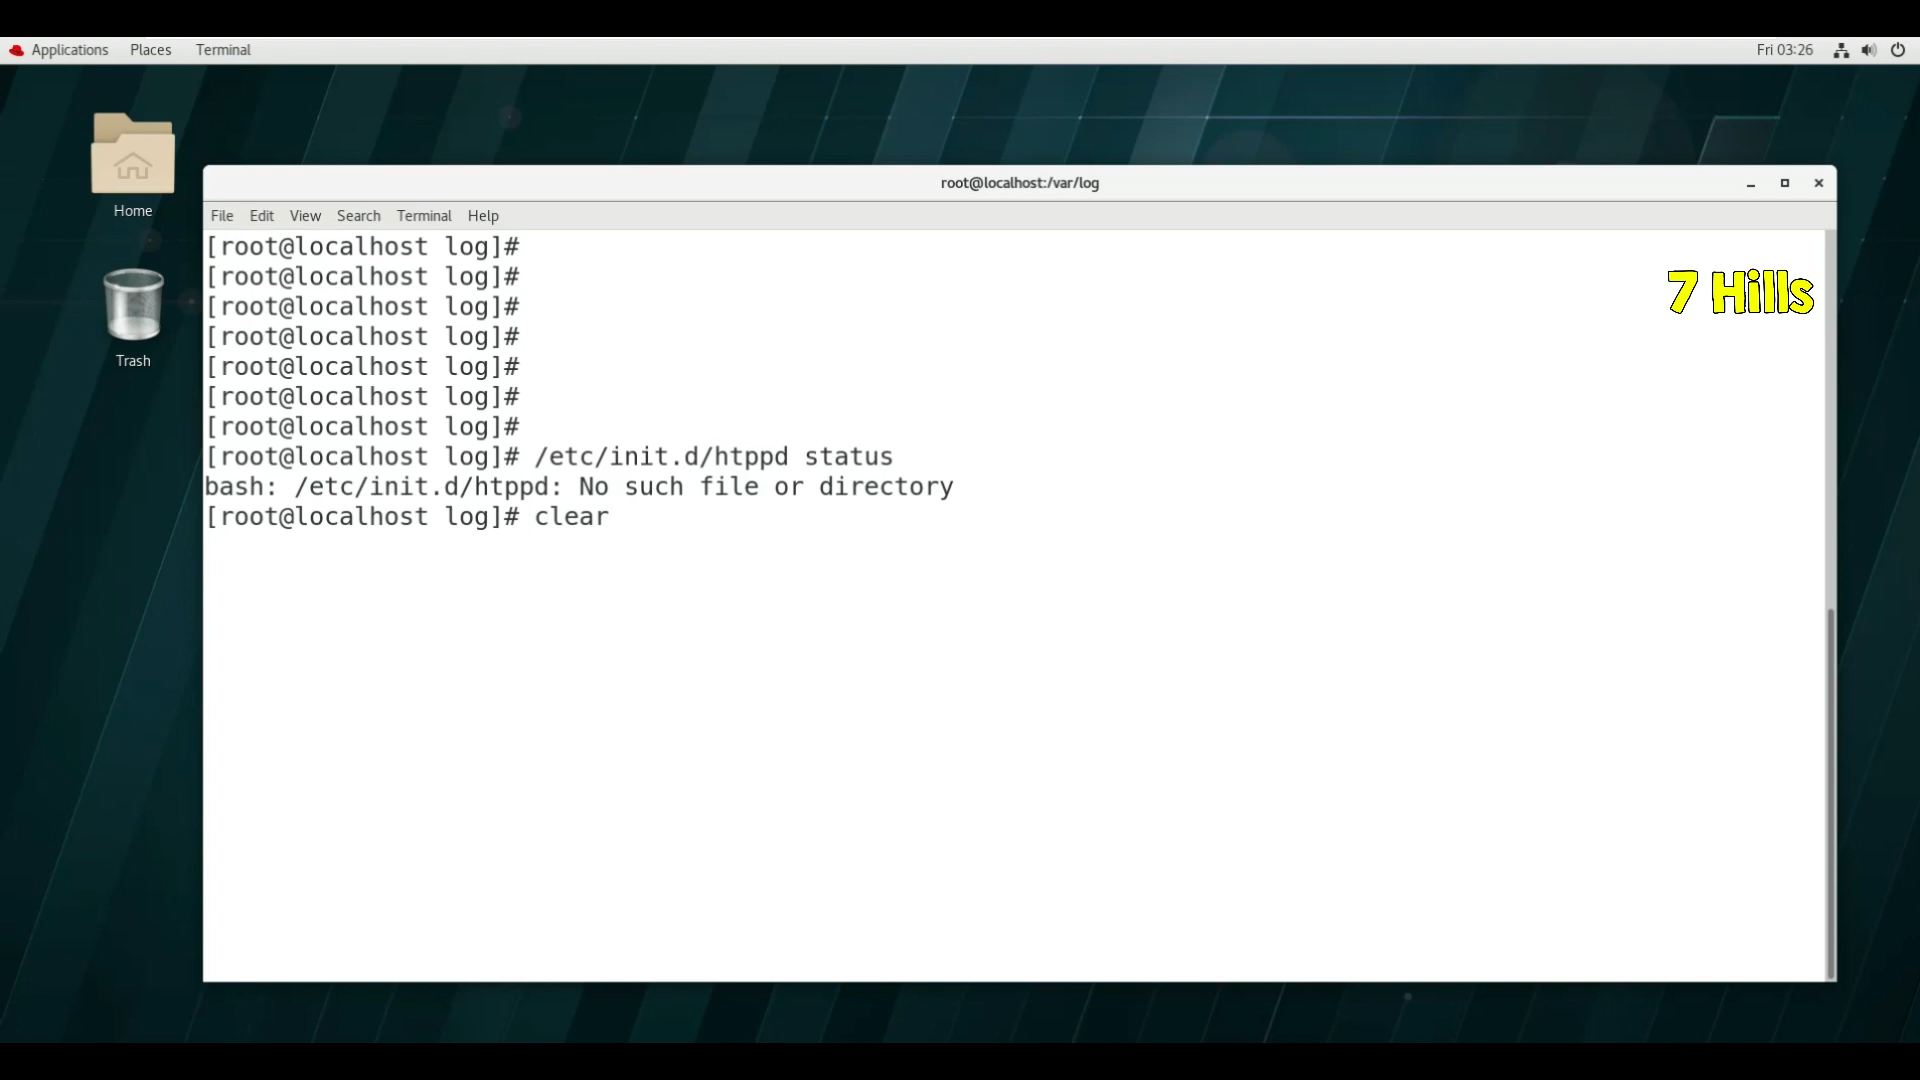 Applications Places Terminal Fri 03:26
Home
Trash
root@localhost:/var/log
File Edit View Search Terminal Help
[root@localhost log]#
[root@localhost log]#
[root@localhost log]#
[root@localhost log]#
[root@localhost log]#
[root@localhost log]#
[root@localhost log]#
[root@localhost log]# /etc/init.d/htppd status
bash: /etc/init.d/htppd: No such file or directory
[root@localhost log]# clear
7 Hills